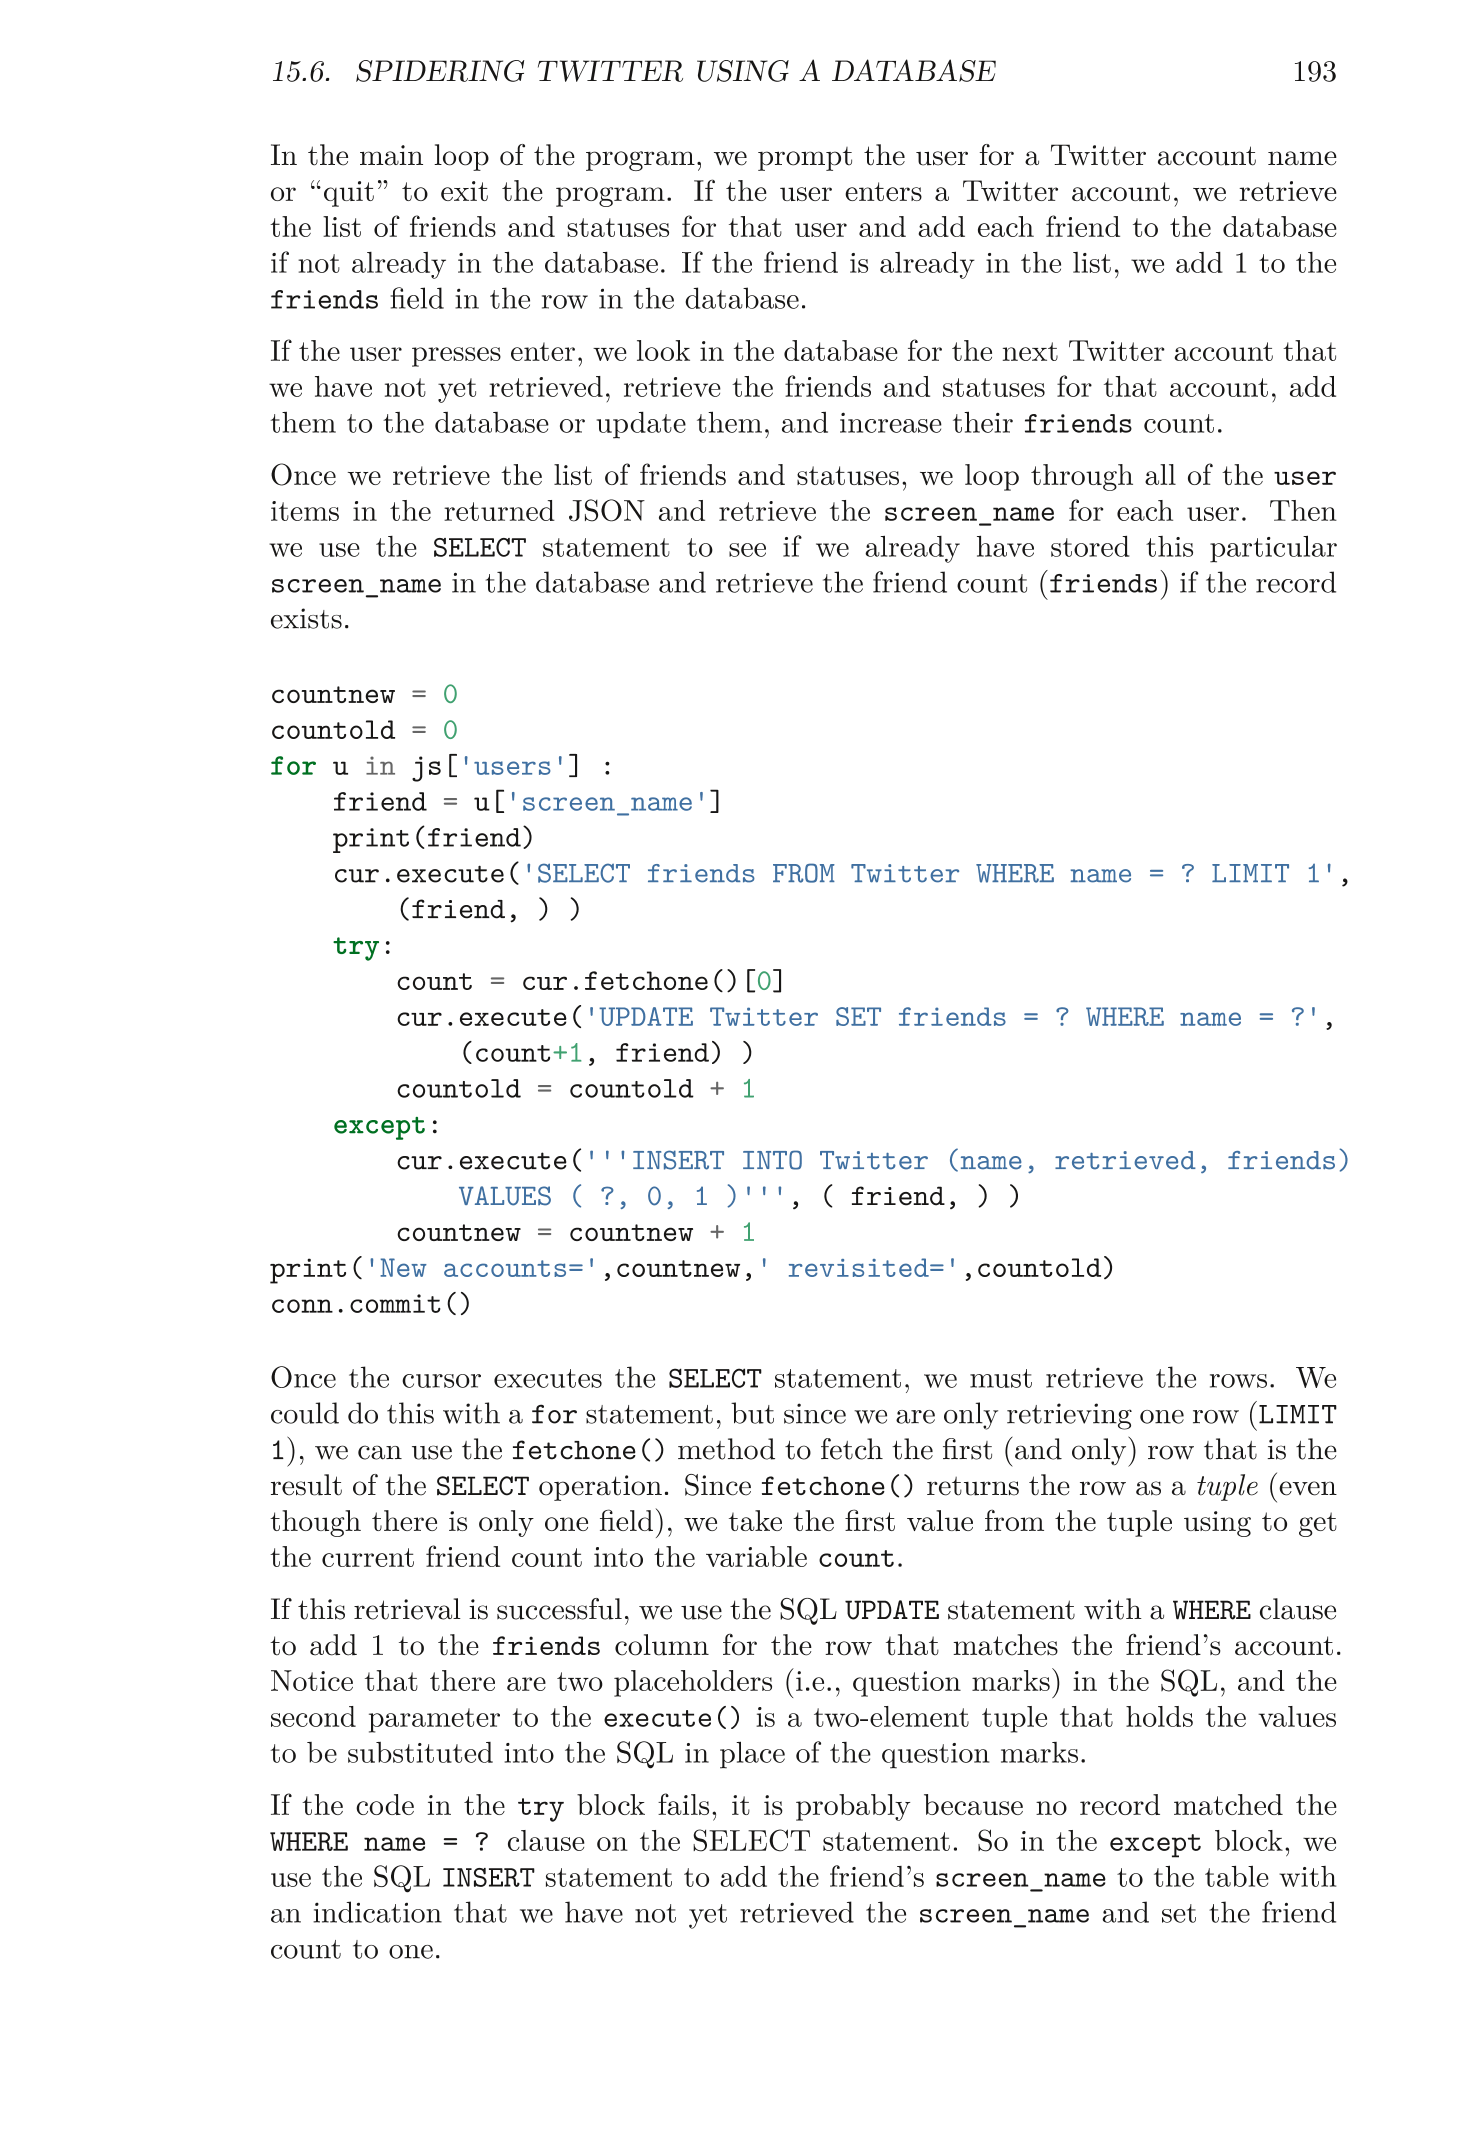 15.6. SPIDERING TWITTER USING A DATABASE 193
In the main loop of the program, we prompt the user for a Twitter account name
or “quit” to exit the program. If the user enters a Twitter account, we retrieve
the list of friends and statuses for that user and add each friend to the database
if not already in the database. If the friend is already in the list, we add 1 to the
friends field in the row in the database.
If the user presses enter, we look in the database for the next Twitter account that
we have not yet retrieved, retrieve the friends and statuses for that account, add
them to the database or update them, and increase their friends count.
Once we retrieve the list of friends and statuses, we loop through all of the user
items in the returned JSON and retrieve the screen_name for each user. Then
we use the SELECT statement to see if we already have stored this particular
screen_name in the database and retrieve the friend count (friends) if the record
exists.
countnew = 0
countold = 0
for u in js['users'] :
    friend = u['screen_name']
    print(friend)
    cur.execute('SELECT friends FROM Twitter WHERE name = ? LIMIT 1',
        (friend, ) )
    try:
        count = cur.fetchone()[0]
        cur.execute('UPDATE Twitter SET friends = ? WHERE name = ?',
            (count+1, friend) )
        countold = countold + 1
    except:
        cur.execute('''INSERT INTO Twitter (name, retrieved, friends)
            VALUES ( ?, 0, 1 )''', ( friend, ) )
        countnew = countnew + 1
print('New accounts=',countnew,' revisited=',countold)
conn.commit()
Once the cursor executes the SELECT statement, we must retrieve the rows. We
could do this with a for statement, but since we are only retrieving one row (LIMIT
1), we can use the fetchone() method to fetch the first (and only) row that is the
result of the SELECT operation. Since fetchone() returns the row as a tuple (even
though there is only one field), we take the first value from the tuple using to get
the current friend count into the variable count.
If this retrieval is successful, we use the SQL UPDATE statement with a WHERE clause
to add 1 to the friends column for the row that matches the friend’s account.
Notice that there are two placeholders (i.e., question marks) in the SQL, and the
second parameter to the execute() is a two-element tuple that holds the values
to be substituted into the SQL in place of the question marks.
If the code in the try block fails, it is probably because no record matched the
WHERE name = ? clause on the SELECT statement. So in the except block, we
use the SQL INSERT statement to add the friend’s screen_name to the table with
an indication that we have not yet retrieved the screen_name and set the friend
count to one.